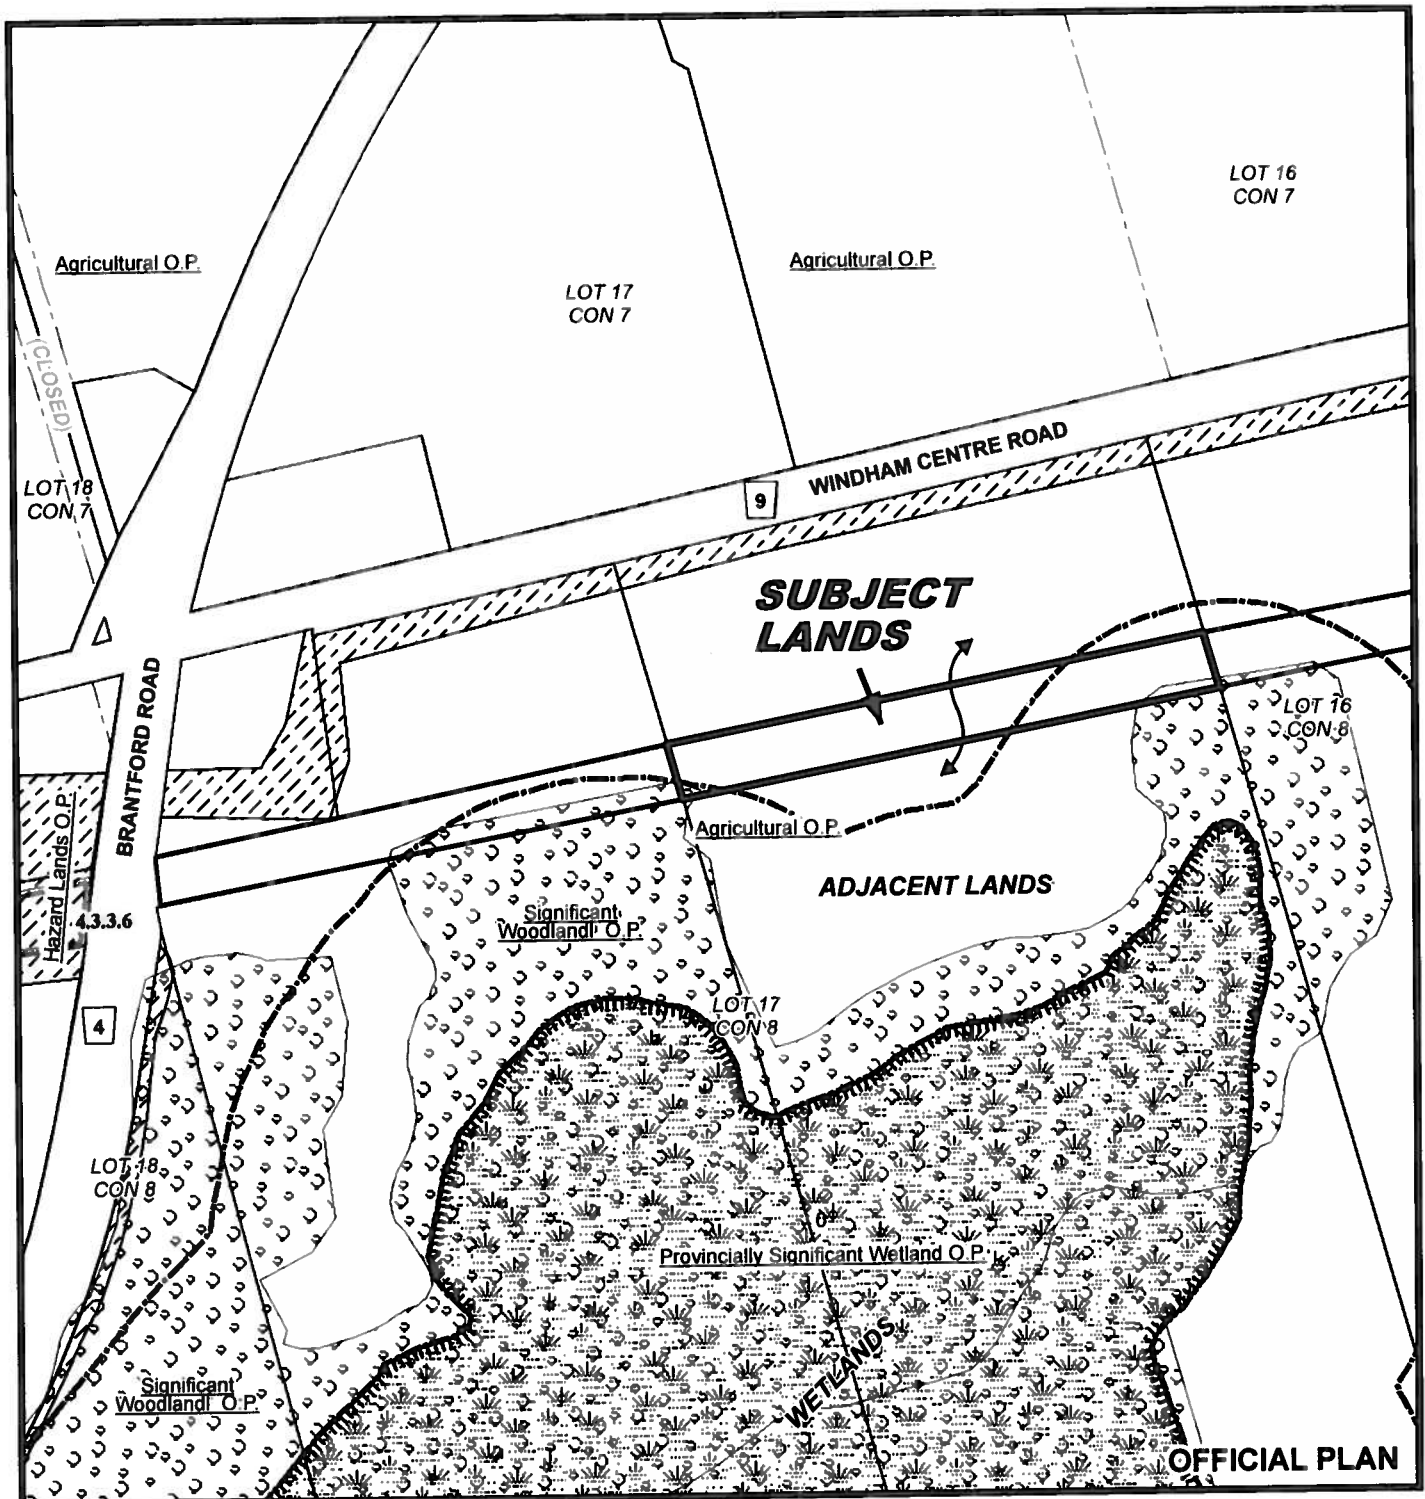 LOT 16
CON 7
Agricultural O.P.
Agricultural O.P.
LOT 17
CON 7
(CLOSED)
LOT 18
CON 7
WINDHAM CENTRE ROAD
9
SUBJECT
LANDS
BRANTFORD ROAD
LOT 16
CON 8
Hazard Lands O.P.
Agricultural O.P.
ADJACENT LANDS
4.3.3.6
Significant
Woodland O.P.
LOT 17
CON 8
4
LOT 18
CON 8
Provincially Significant Wetland O.P.
WETLANDS
Significant
Woodland O.P.
OFFICIAL PLAN